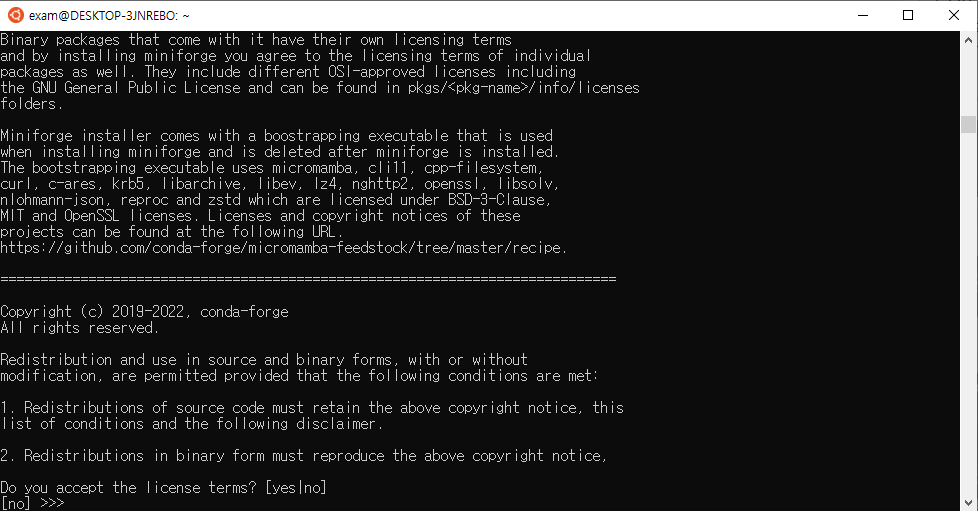 exam@DESKTOP-3JNREBO: ~
Binary packages that come with it have their own licensing terms
and by installing miniforge you agree to the licensing terms of individual
packages as well. They include different OSI-approved licenses including
the GNU General Public License and can be found in pkgs/<pkg-name>/info/licenses
folders.
Miniforge installer comes with a boostrapping executable that is used
when installing miniforge and is deleted after miniforge is installed.
The bootstrapping executable uses micromamba, cli11, cpp-filesystem,
curl, c-ares, krb5, libarchive, libev, lz4, nghttp2, openssl, libsolv,
nlohmann-json, reproc and zstd which are licensed under BSD-3-Clause,
MIT and OpenSSL licenses. Licenses and copyright notices of these
projects can be found at the following URL.
https://github.com/conda-forge/micromamba-feedstock/tree/master/recipe.
=============================================================================
Copyright (c) 2019-2022, conda-forge
All rights reserved.
Redistribution and use in source and binary forms, with or without
modification, are permitted provided that the following conditions are met:
1. Redistributions of source code must retain the above copyright notice, this
list of conditions and the following disclaimer.
2. Redistributions in binary form must reproduce the above copyright notice,
Do you accept the license terms? [yes|no]
[no] >>>